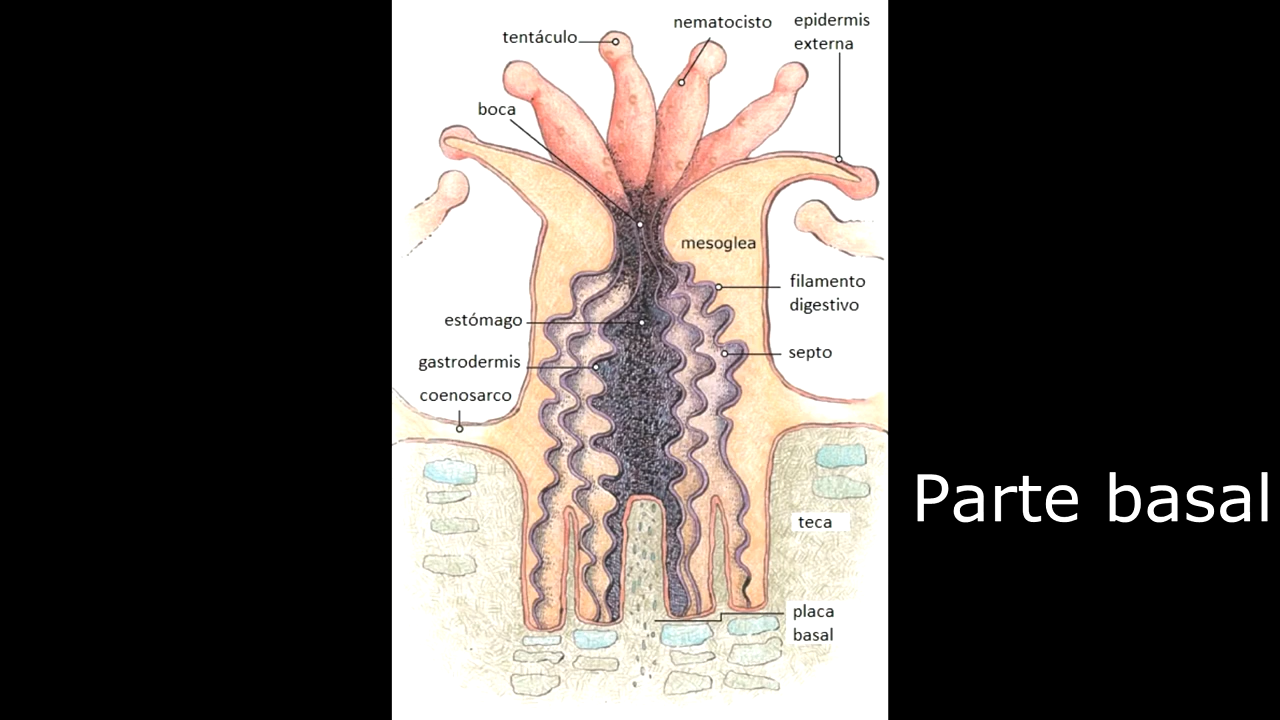 nematocisto
epidermis
externa
tentáculo
boca
mesoglea
filamento
digestivo
estómago
septo
gastrodermis
coenosarco
Parte basal
teca
placa
basal